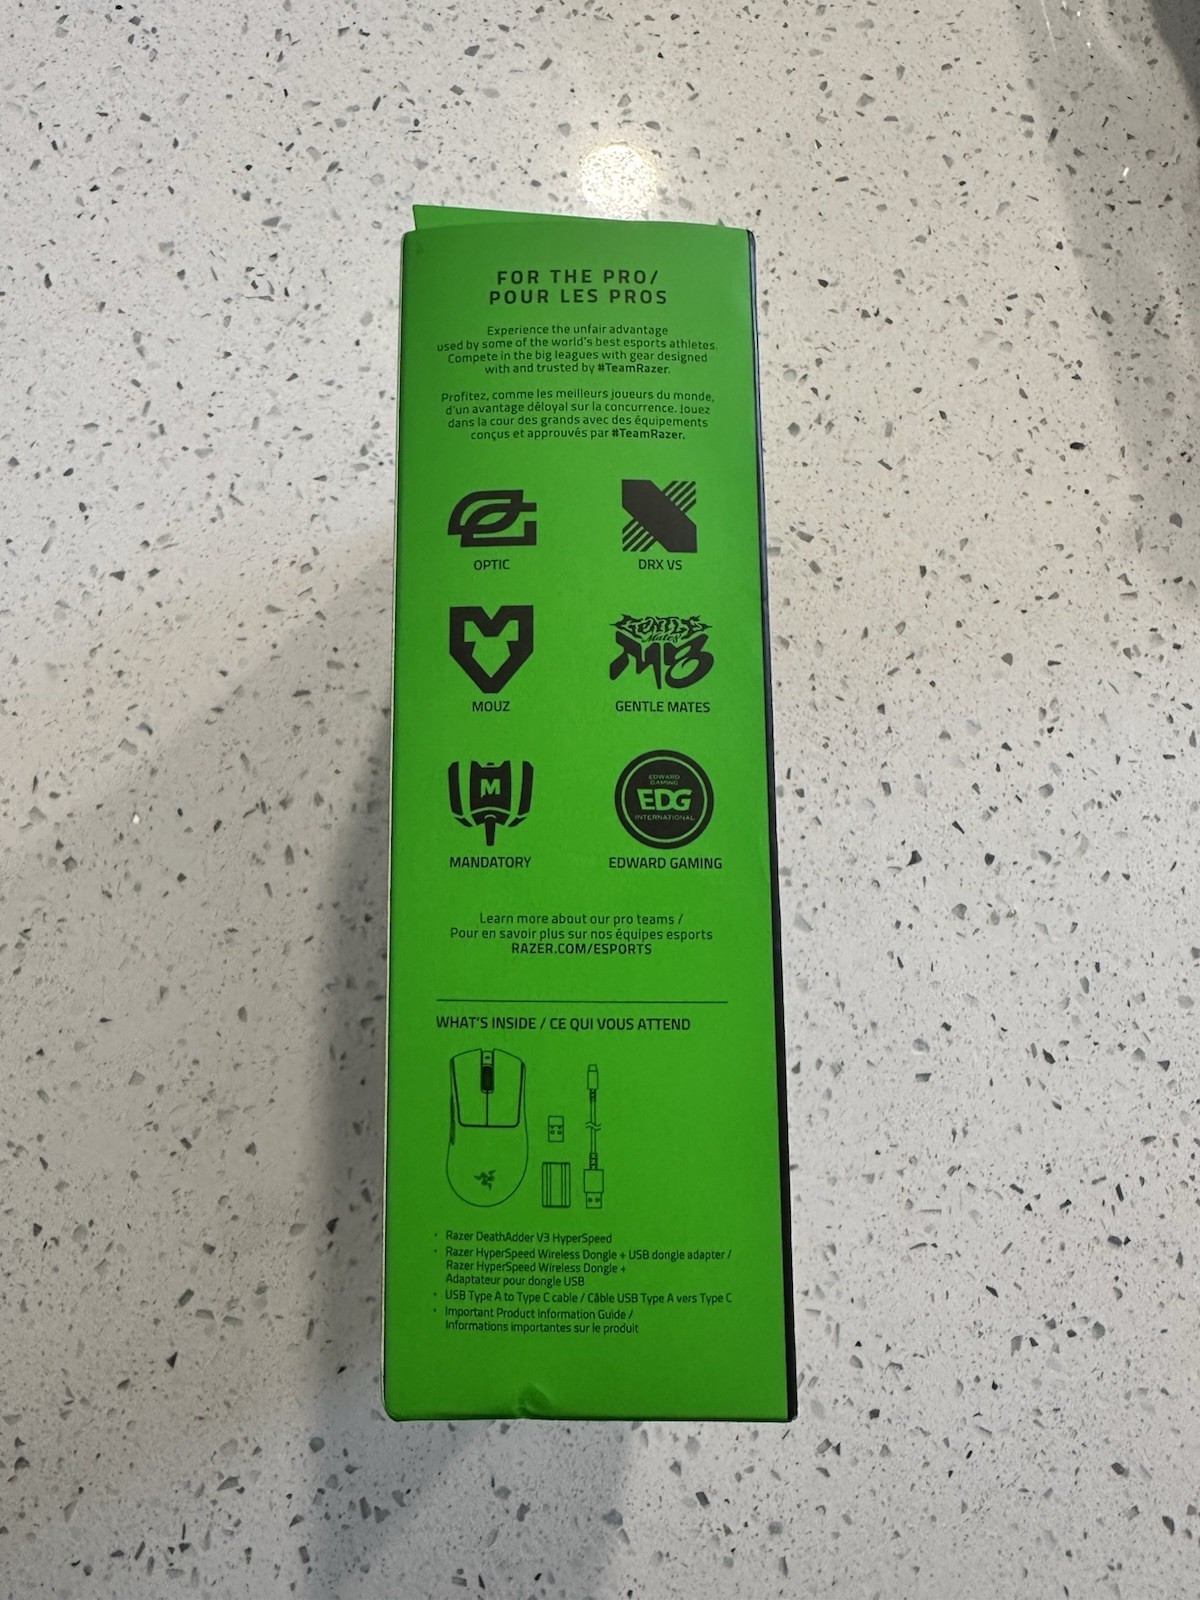 FOR THE PRO/
POUR LES PROS
Experience the unfair advantage
used by some of the world's best esports athletes.
Compete in the big leagues with gear designed
with and trusted by #TeamRazer.
Profitez, comme les meilleurs joueurs du monde,
d'un avantage déloyal sur la concurrence. Jouez
dans la cour des grands avec des équipements
conçus et approuvés par #TeamRazer.
OPTIC
DRX VS
GENTLE
Mates
M8
MOUZ
GENTLE MATES
M
EDWARD
GAMING
EDG
INTERNATIONAL
MANDATORY
EDWARD GAMING
Learn more about our pro teams /
Pour en savoir plus sur nos équipes esports
RAZER.COM/ESPORTS
WHAT'S INSIDE / CE QUI VOUS ATTEND
• Razer DeathAdder V3 HyperSpeed
• Razer HyperSpeed Wireless Dongle + USB dongle adapter /
Razer HyperSpeed Wireless Dongle +
Adaptateur pour dongle USB
• USB Type A to Type C cable / Câble USB Type A vers Type C
• Important Product Information Guide /
Informations importantes sur le produit